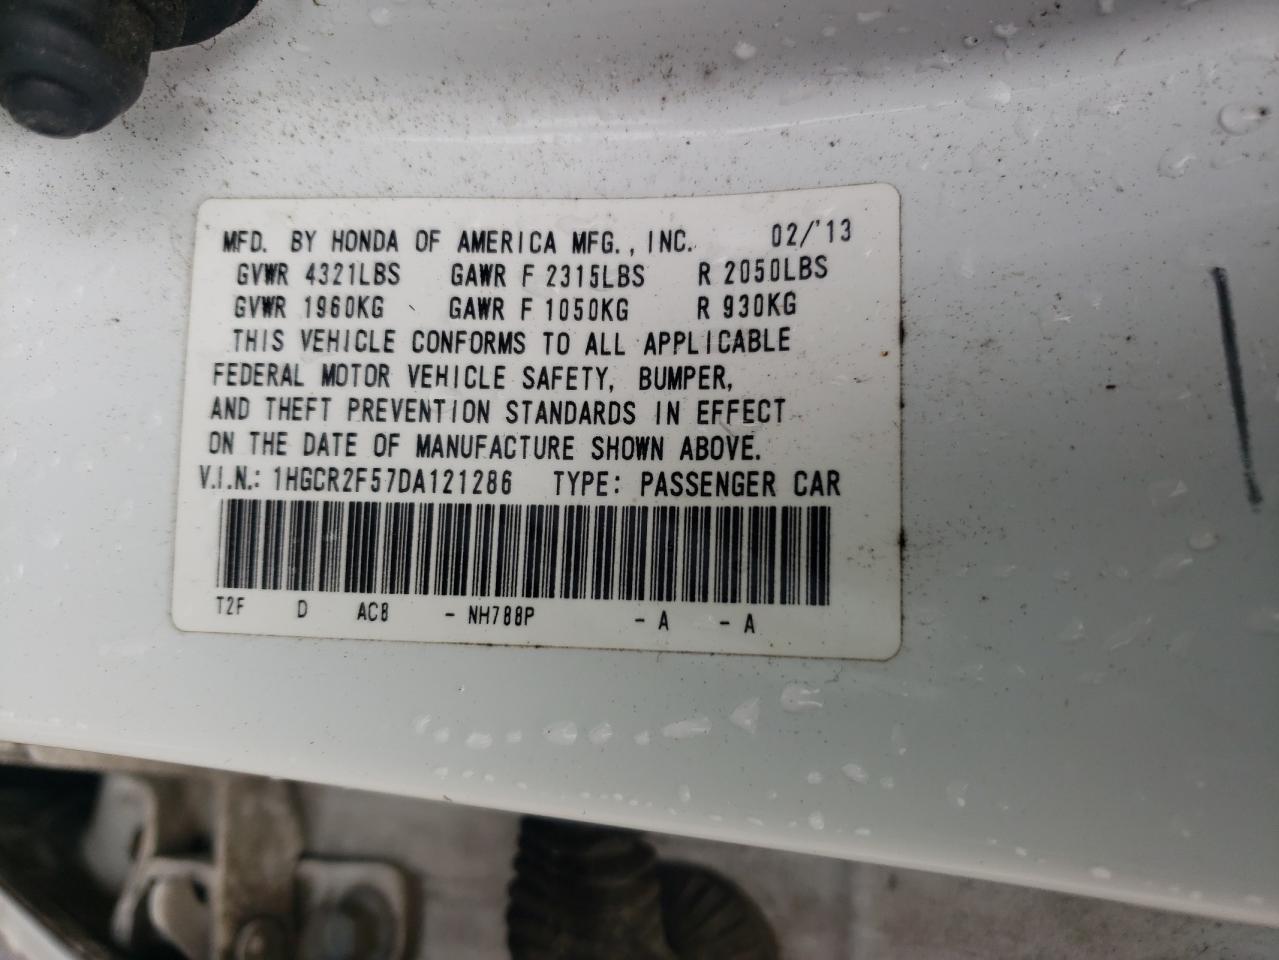 MFD. BY HONDA OF AMERICA MFG., INC. 02/'13
GVWR 4321LBS GAWR F 2315LBS R 2050LBS
GVWR 1960KG GAWR F 1050KG R 930KG
THIS VEHICLE CONFORMS TO ALL APPLICABLE
FEDERAL MOTOR VEHICLE SAFETY, BUMPER,
AND THEFT PREVENTION STANDARDS IN EFFECT
ON THE DATE OF MANUFACTURE SHOWN ABOVE.
V.I.N.: 1HGCR2F57DA121286 TYPE: PASSENGER CAR
T2F D AC8 - NH788P - A - A